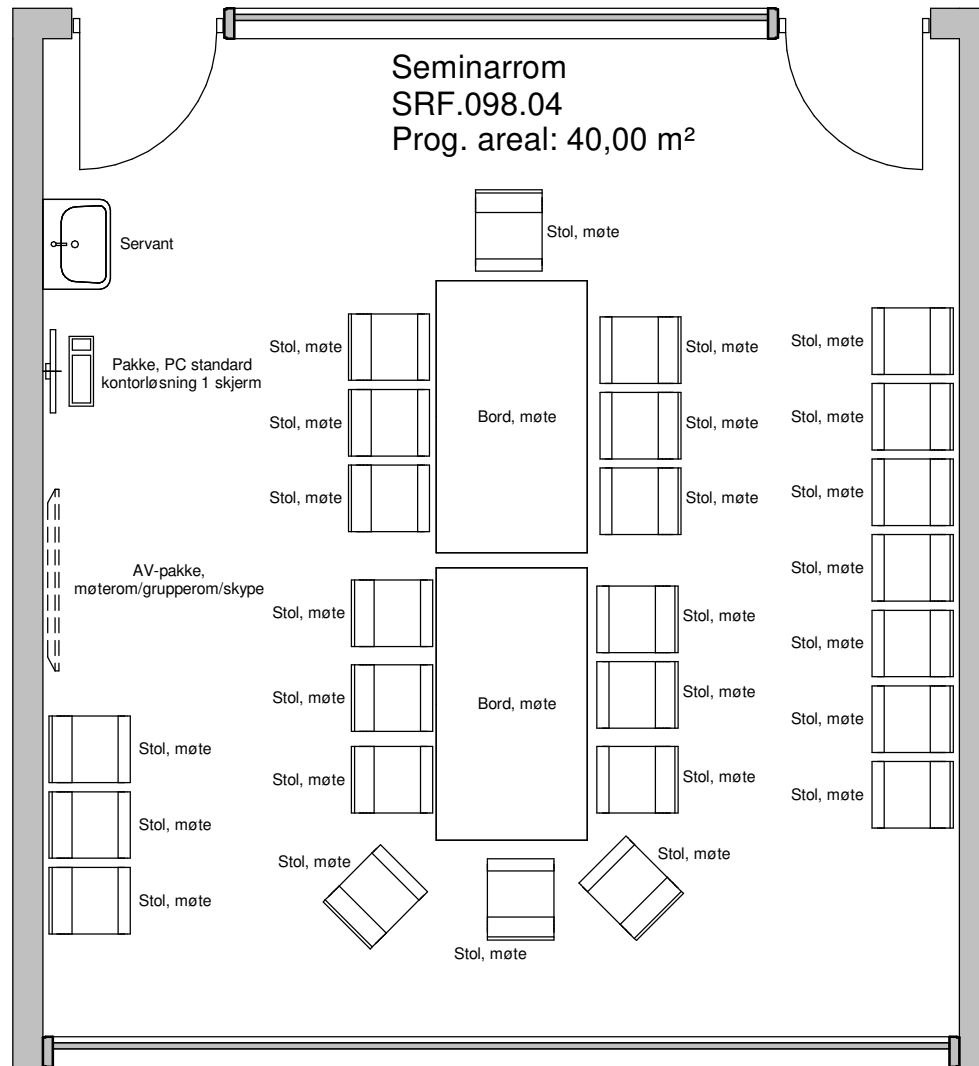 Seminarrom
SRF.098.04
Prog. areal: 40,00 m²
Stol, møte
Servant
Stol, møte
Stol, møte
Stol, møte
Pakke, PC standard
kontorløsning 1 skjerm
Stol, møte
Bord, møte
Stol, møte
Stol, møte
Stol, møte
Stol, møte
Stol, møte
AV-pakke,
møterom/grupperom/skype
Stol, møte
Stol, møte
Stol, møte
Stol, møte
Stol, møte
Bord, møte
Stol, møte
Stol, møte
Stol, møte
Stol, møte
Stol, møte
Stol, møte
Stol, møte
Stol, møte
Stol, møte
Stol, møte
Stol, møte